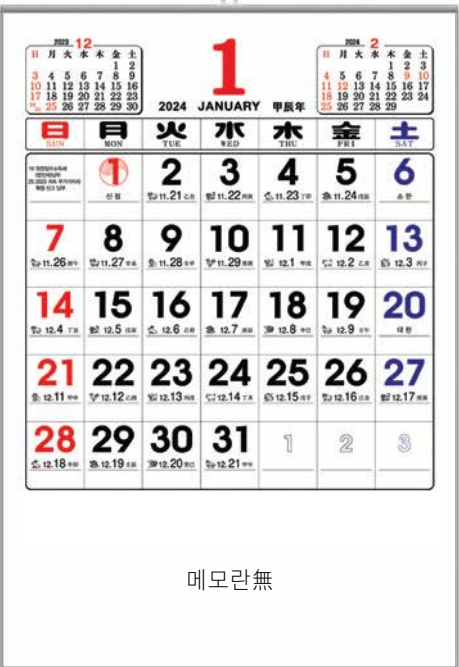 2023 12
日 月 火 水 木 金 土
1 2
3 4 5 6 7 8 9
10 11 12 13 14 15 16
17 18 19 20 21 22 23
24/31 25 26 27 28 29 30
1
2024 JANUARY 甲辰年
2024 2
日 月 火 水 木 金 土
1 2 3
4 5 6 7 8 9 10
11 12 13 14 15 16 17
18 19 20 21 22 23 24
25 26 27 28 29
日 月 火 水 木 金 土
SUN MON TUE WED THU FRI SAT
1 2 3 4 5 6
신정 11.21 11.22 11.23 11.24 소한
7 8 9 10 11 12 13
11.26 11.27 11.28 11.29 12.1 12.2 12.3
14 15 16 17 18 19 20
12.4 12.5 12.6 12.7 12.8 12.9 대한
21 22 23 24 25 26 27
12.11 12.12 12.13 12.14 12.15 12.16 12.17
28 29 30 31 1 2 3
12.18 12.19 12.20 12.21
메모란無